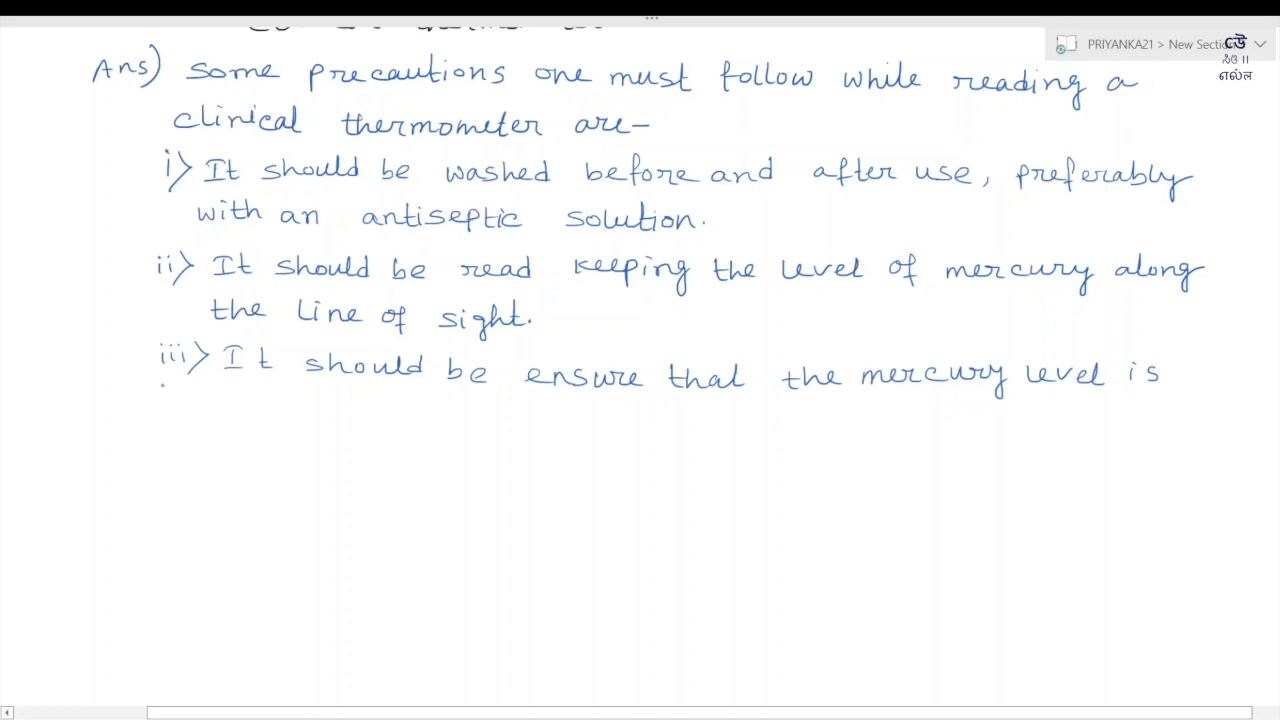 PRIYANKA21 > New Section
Ans) Some precautions one must follow while reading a
clinical thermometer are-
i) It should be washed before and after use, preferably
with an antiseptic solution.
ii) It should be read keeping the level of mercury along
the line of sight.
iii) It should be ensure that the mercury level is